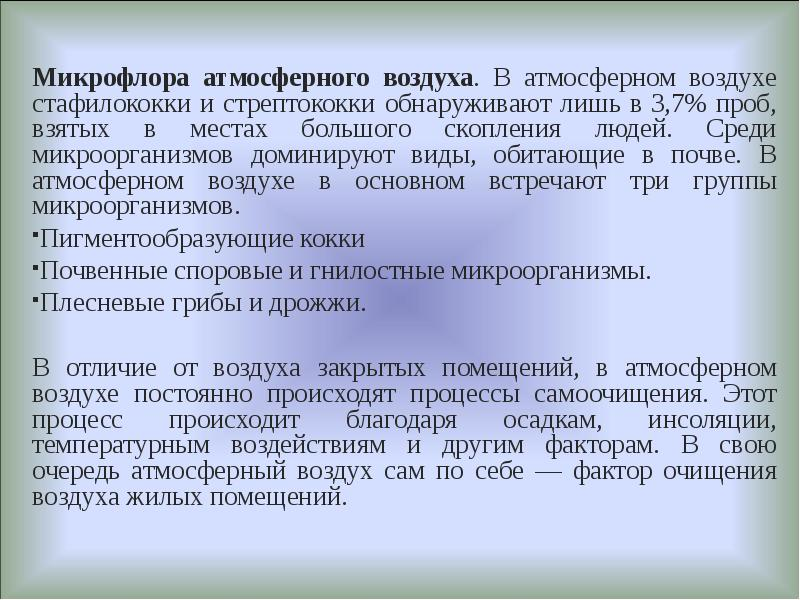 Микрофлора атмосферного воздуха. В атмосферном воздухе
стафилококки и стрептококки обнаруживают лишь в 3,7% проб,
взятых в местах большого скопления людей. Среди
микроорганизмов доминируют виды, обитающие в почве. В
атмосферном воздухе в основном встречают три группы
микроорганизмов.
▪Пигментообразующие кокки
▪Почвенные споровые и гнилостные микроорганизмы.
▪Плесневые грибы и дрожжи.
В отличие от воздуха закрытых помещений, в атмосферном
воздухе постоянно происходят процессы самоочищения. Этот
процесс происходит благодаря осадкам, инсоляции,
температурным воздействиям и другим факторам. В свою
очередь атмосферный воздух сам по себе — фактор очищения
воздуха жилых помещений.